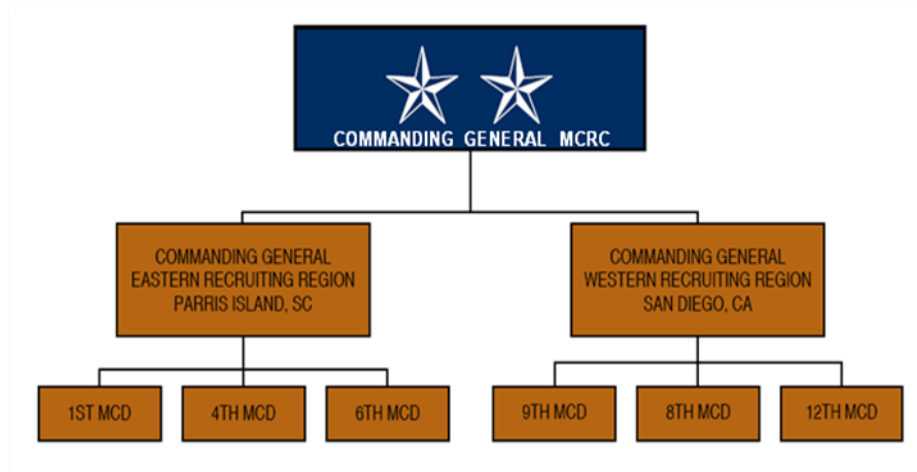 COMMANDING GENERAL MCRC
COMMANDING GENERAL
EASTERN RECRUITING REGION
PARRIS ISLAND, SC
COMMANDING GENERAL
WESTERN RECRUITING REGION
SAN DIEGO, CA
1ST MCD
4TH MCD
6TH MCD
9TH MCD
8TH MCD
12TH MCD